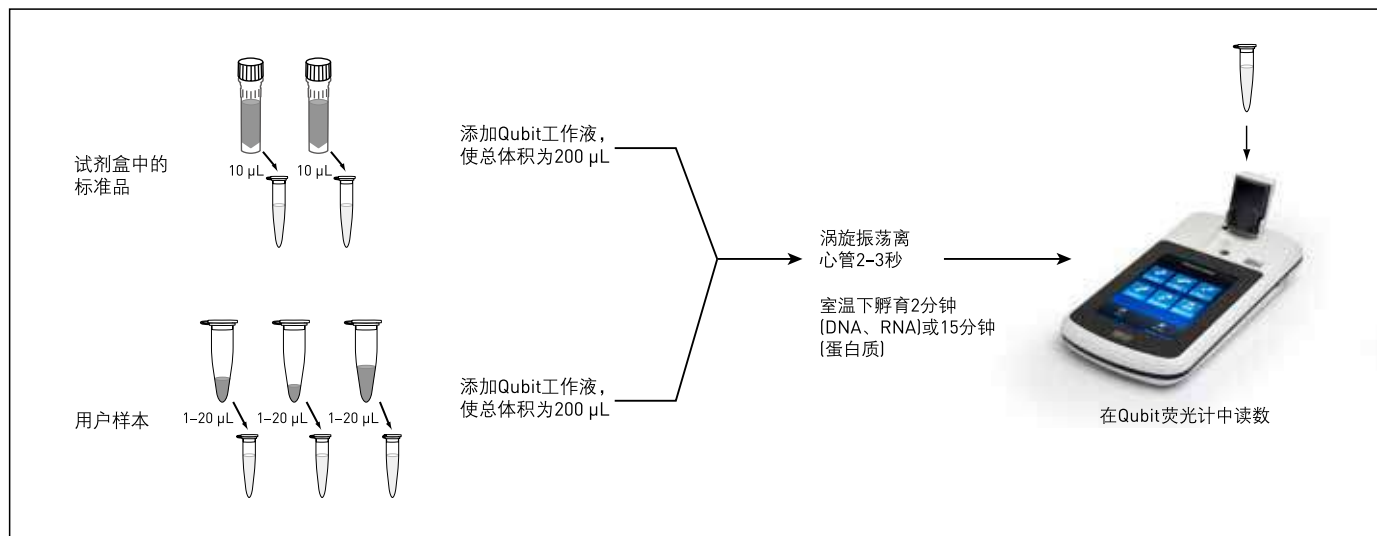 试剂盒中的
标准品
10 µL
10 µL
添加Qubit工作液，
使总体积为200 µL
用户样本
1–20 µL
1–20 µL
1–20 µL
添加Qubit工作液，
使总体积为200 µL
涡旋振荡离
心管2–3秒
室温下孵育2分钟
(DNA、RNA)或15分钟
(蛋白质)
在Qubit荧光计中读数